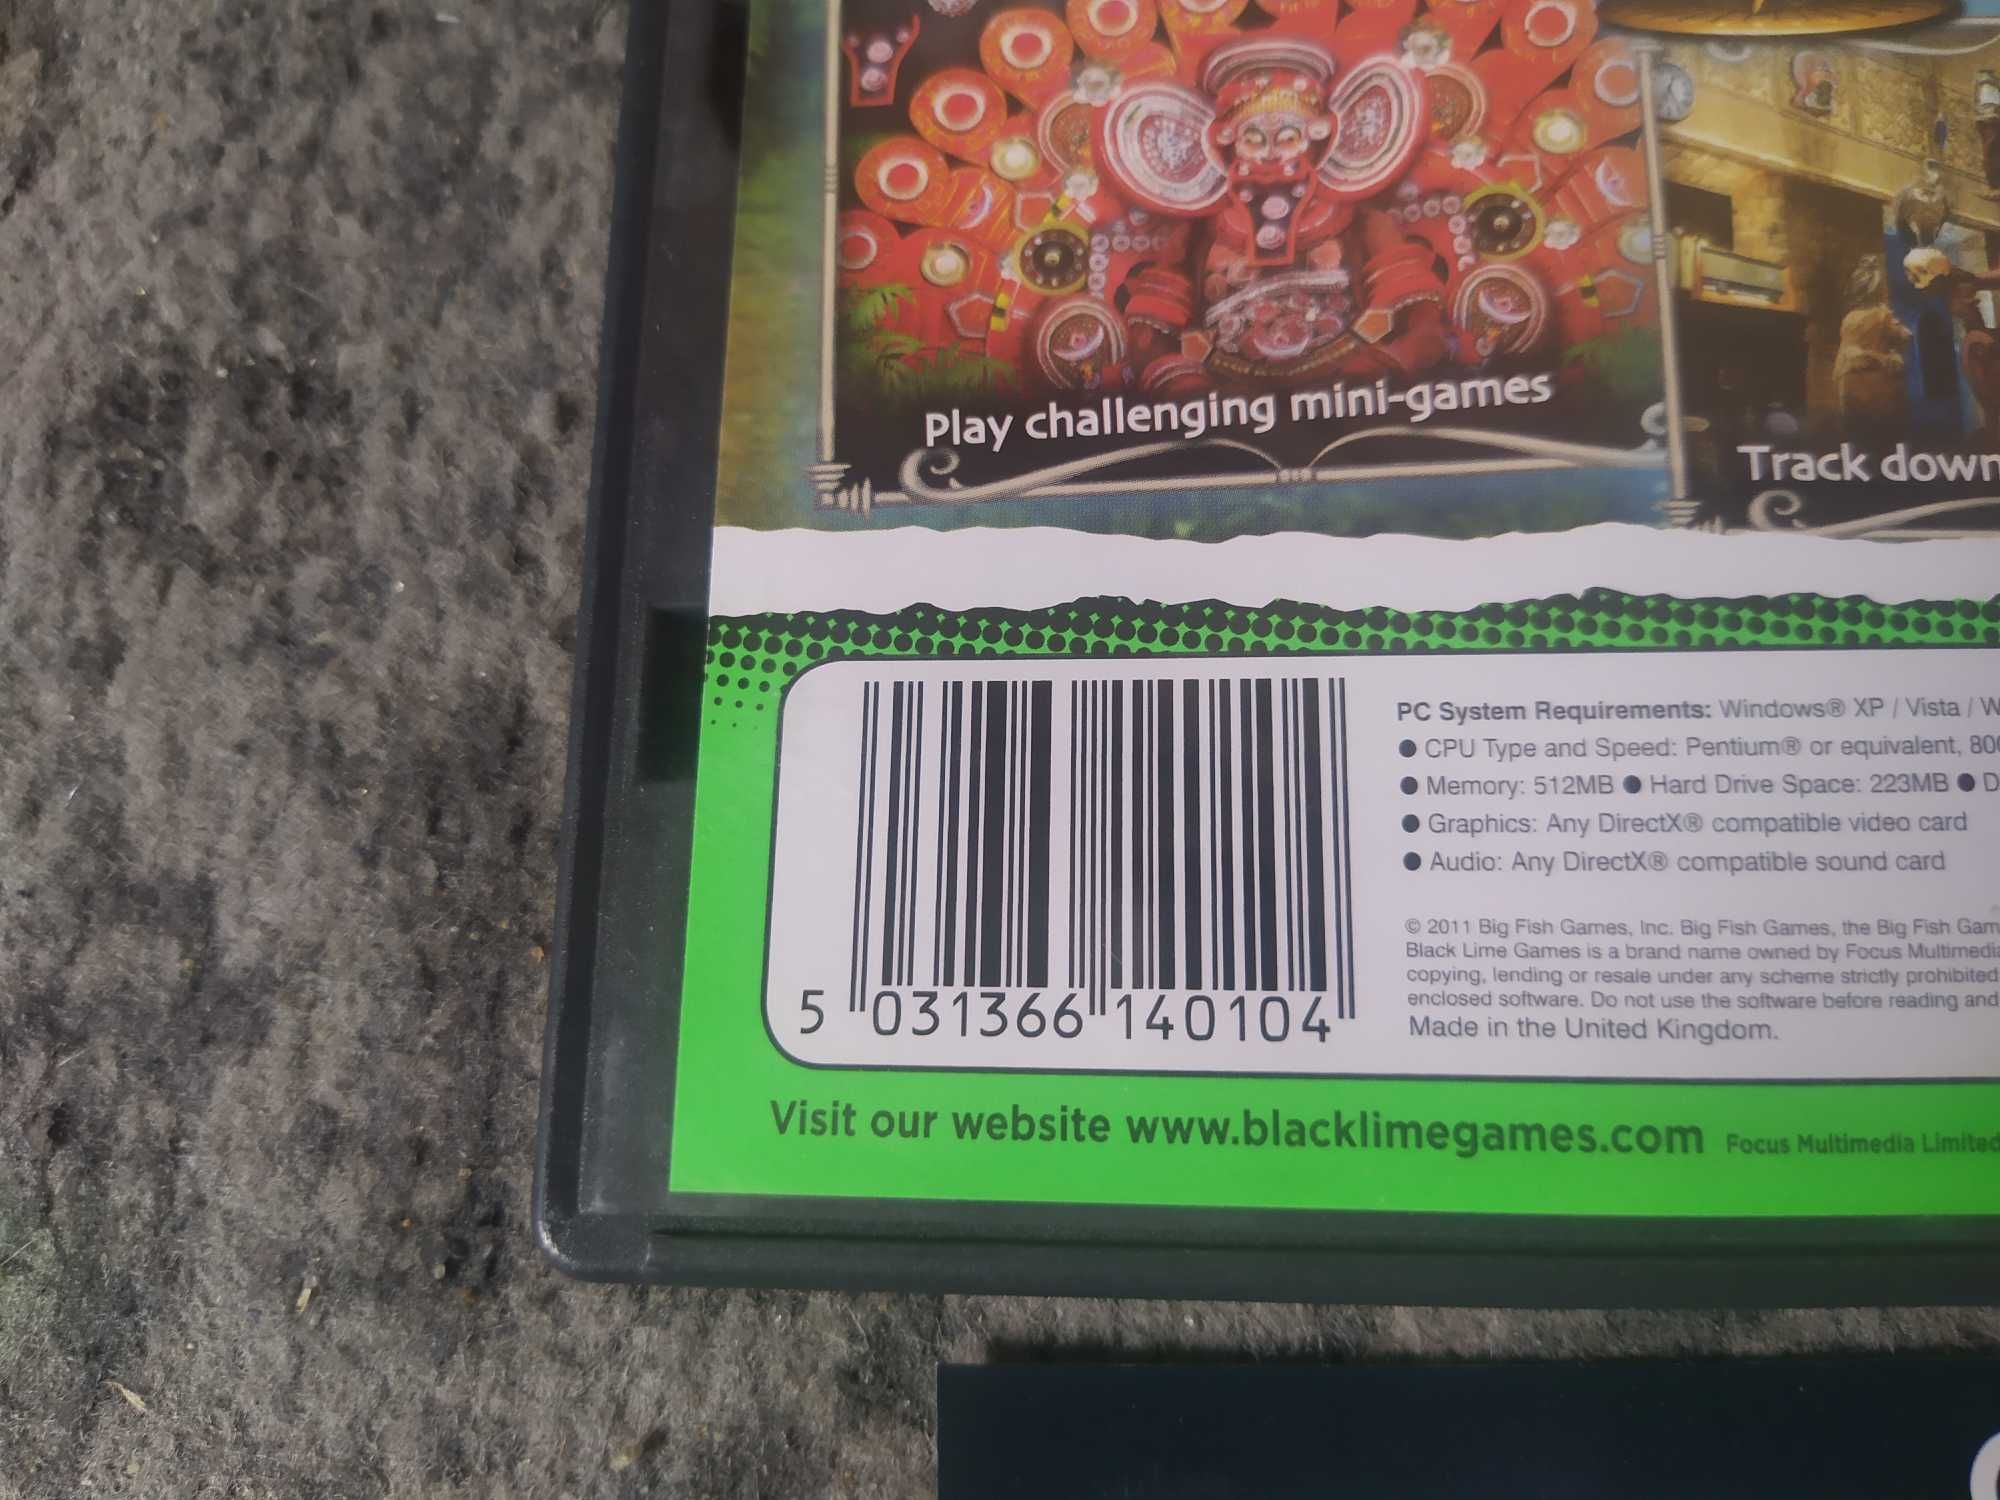 Play challenging mini-games
Track down
PC System Requirements: Windows® XP / Vista / W
● CPU Type and Speed: Pentium® or equivalent, 800
● Memory: 512MB ● Hard Drive Space: 223MB ● D
● Graphics: Any DirectX® compatible video card
● Audio: Any DirectX® compatible sound card
© 2011 Big Fish Games, Inc. Big Fish Games, the Big Fish Gam
Black Lime Games is a brand name owned by Focus Multimedia
copying, lending or resale under any scheme strictly prohibited
enclosed software. Do not use the software before reading and
Made in the United Kingdom.
5 031366 140104
Visit our website www.blacklimegames.com Focus Multimedia Limited